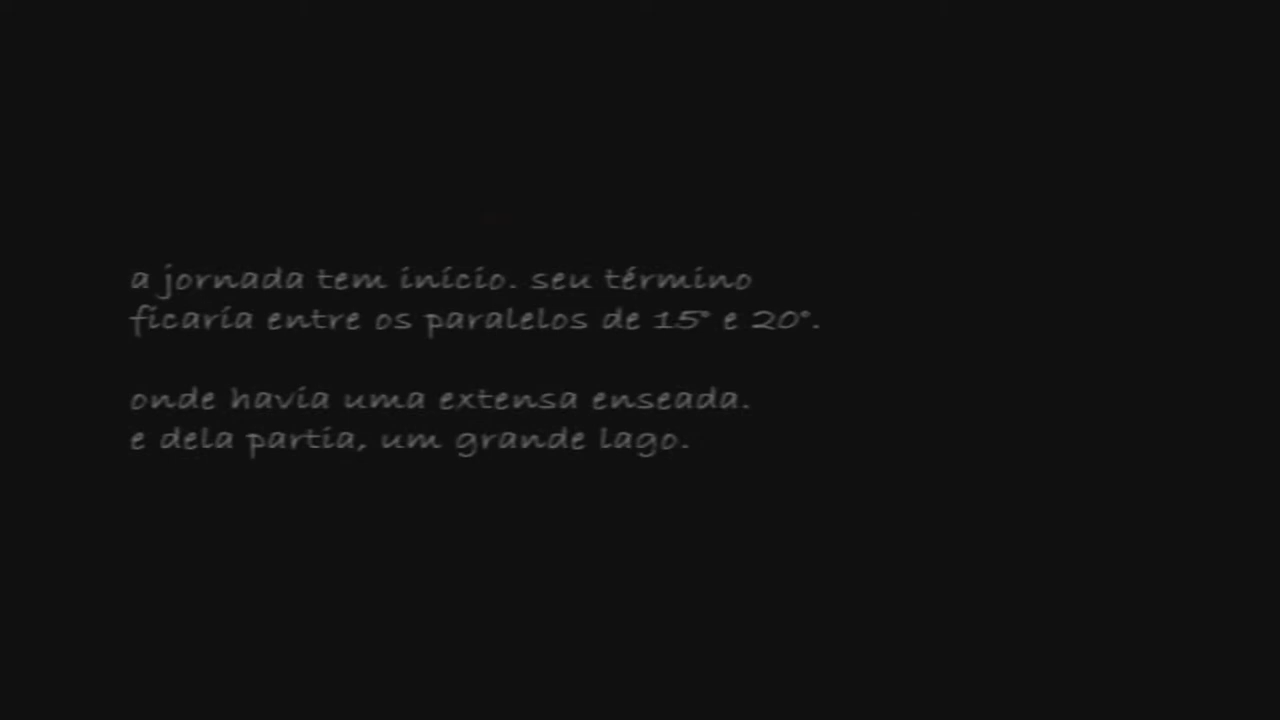 a jornada tem início. seu término
ficaria entre os paralelos de 15° e 20°.
onde havia uma extensa enseada.
e dela partia, um grande lago.